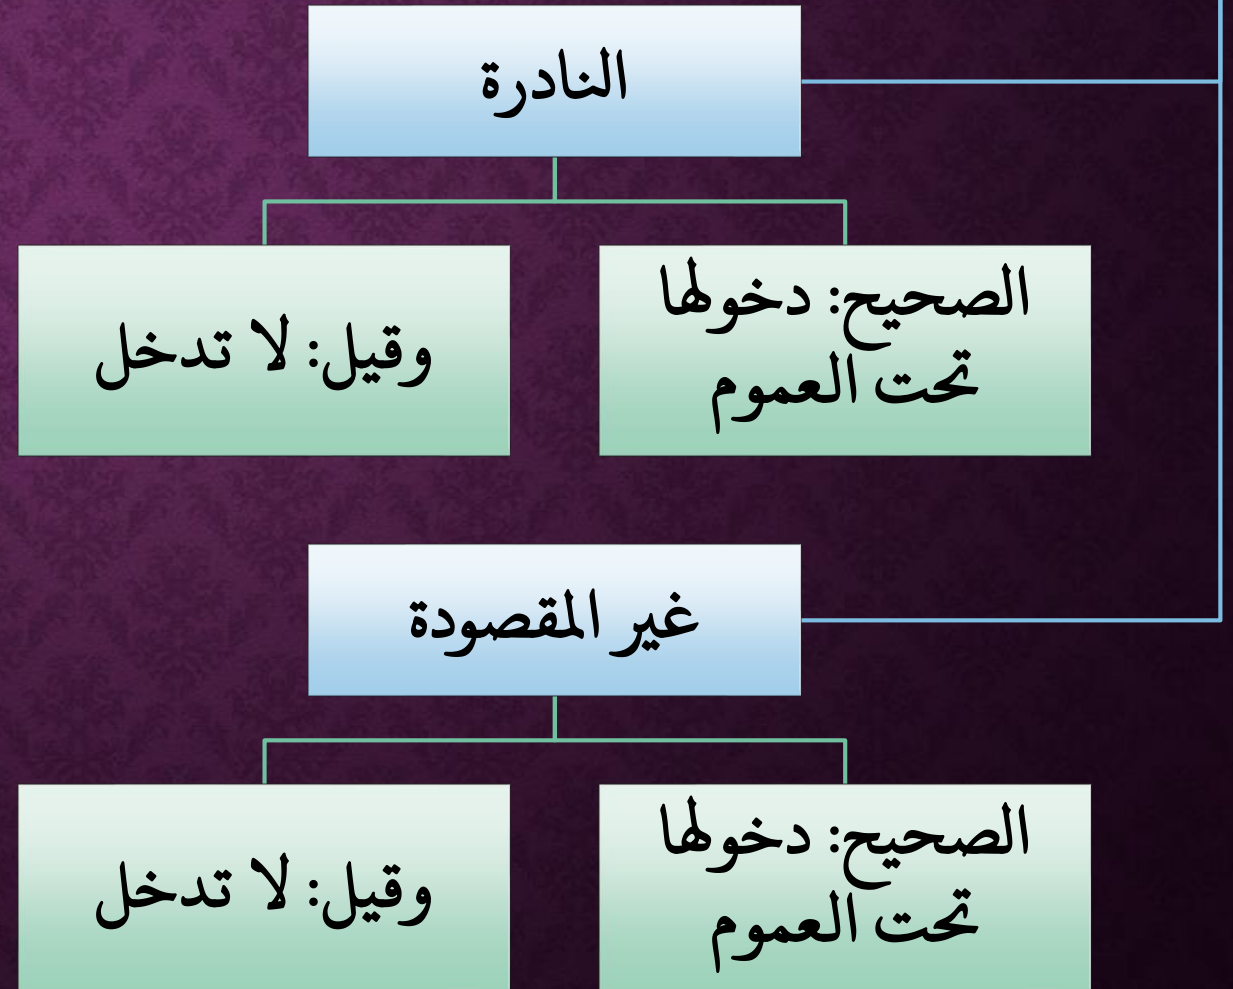 النادرة
الصحيح: دخولها
تحت العموم
وقيل: لا تدخل
غير المقصودة
الصحيح: دخولها
تحت العموم
وقيل: لا تدخل